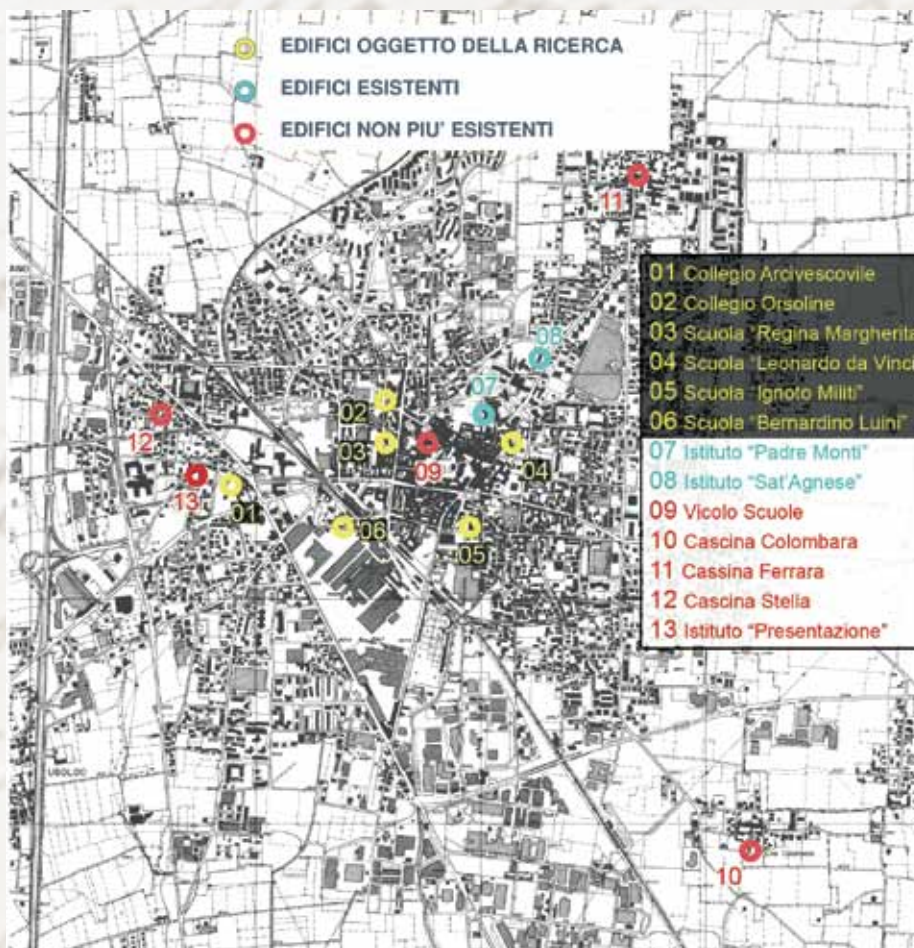 EDIFICI OGGETTO DELLA RICERCA
EDIFICI ESISTENTI
EDIFICI NON PIU' ESISTENTI
11
01 Collegio Arcivescovile
02 Collegio Orsoline
03 Scuola "Regina Margherita
04 Scuola "Leonardo da Vinci
05 Scuola "Ignoto Militi"
06 Scuola "Bernardino Luini"
07 Istituto "Padre Monti"
08 Istituto "Sat'Agnese"
09 Vicolo Scuole
10 Cascina Colombara
11 Cassina Ferrara
12 Cascina Stella
13 Istituto "Presentazione"
08
07
02
12
03
09
04
13
01
06
05
10